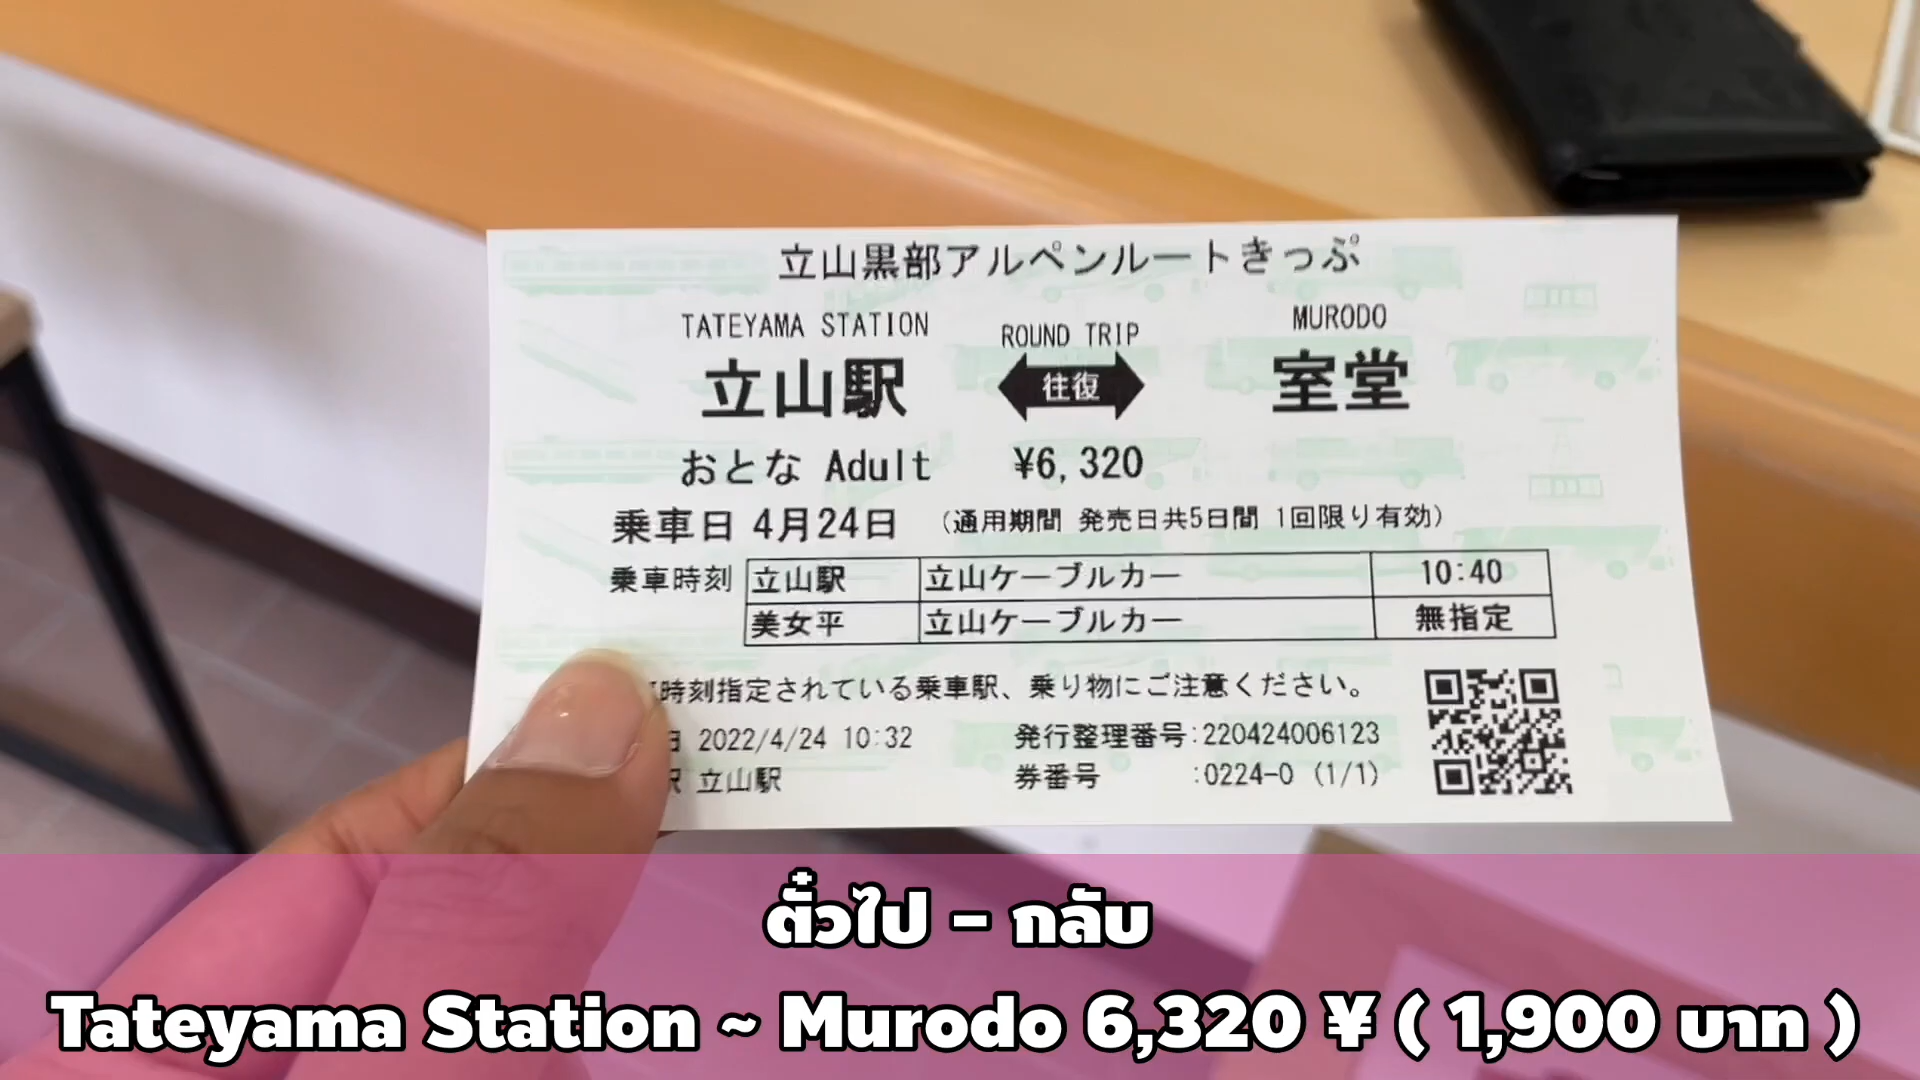 立山黒部アルペンルートきっぷ
TATEYAMA STATION ROUND TRIP MURODO
立山駅 往復 室堂
おとな Adult ¥6,320
乗車日 4月24日 (通用期間 発売日共5日間 1回限り有効)
乗車時刻 立山駅 立山ケーブルカー 10:40
美女平 立山ケーブルカー 無指定
時刻指定されている乗車駅、乗り物にご注意ください。
2022/4/24 10:32 発行整理番号:220424006123
立山駅 券番号 :0224-0 (1/1)
ตั๋วไป – กลับ
Tateyama Station ~ Murodo 6,320 ¥ ( 1,900 บาท )